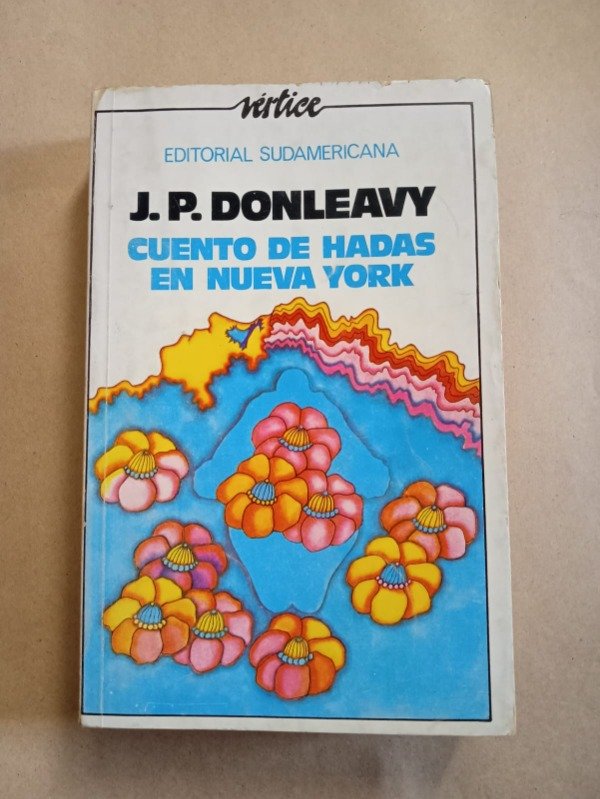 vértice
EDITORIAL SUDAMERICANA
J.P. DONLEAVY
CUENTO DE HADAS
EN NUEVA YORK